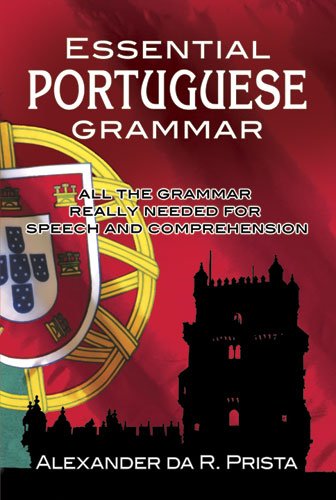 ESSENTIAL
PORTUGUESE
GRAMMAR
ALL THE GRAMMAR
REALLY NEEDED FOR
SPEECH AND COMPREHENSION
ALEXANDER DA R. PRISTA